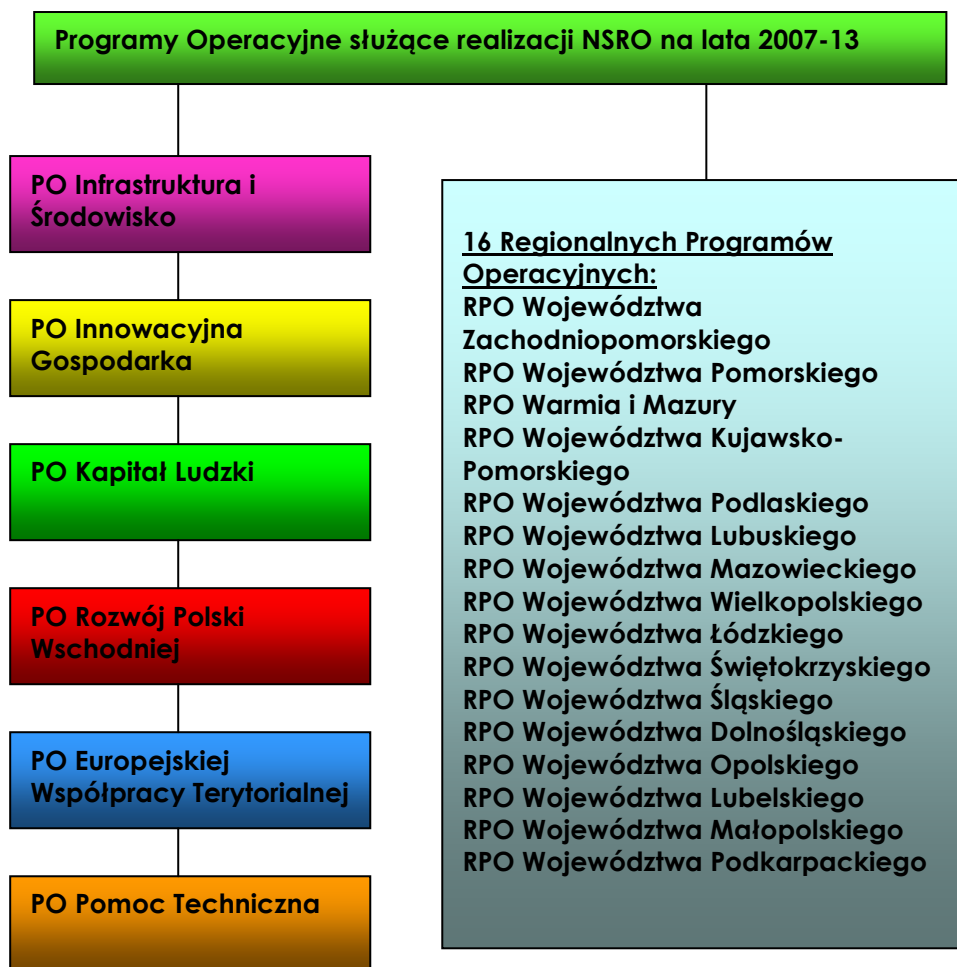 Programy Operacyjne służące realizacji NSRO na lata 2007-13
PO Infrastruktura i
Środowisko
PO Innowacyjna
Gospodarka
PO Kapitał Ludzki
PO Rozwój Polski
Wschodniej
PO Europejskiej
Współpracy Terytorialnej
PO Pomoc Techniczna
16 Regionalnych Programów
Operacyjnych:
RPO Województwa
Zachodniopomorskiego
RPO Województwa Pomorskiego
RPO Warmia i Mazury
RPO Województwa Kujawsko-
Pomorskiego
RPO Województwa Podlaskiego
RPO Województwa Lubuskiego
RPO Województwa Mazowieckiego
RPO Województwa Wielkopolskiego
RPO Województwa Łódzkiego
RPO Województwa Świętokrzyskiego
RPO Województwa Śląskiego
RPO Województwa Dolnośląskiego
RPO Województwa Opolskiego
RPO Województwa Lubelskiego
RPO Województwa Małopolskiego
RPO Województwa Podkarpackiego